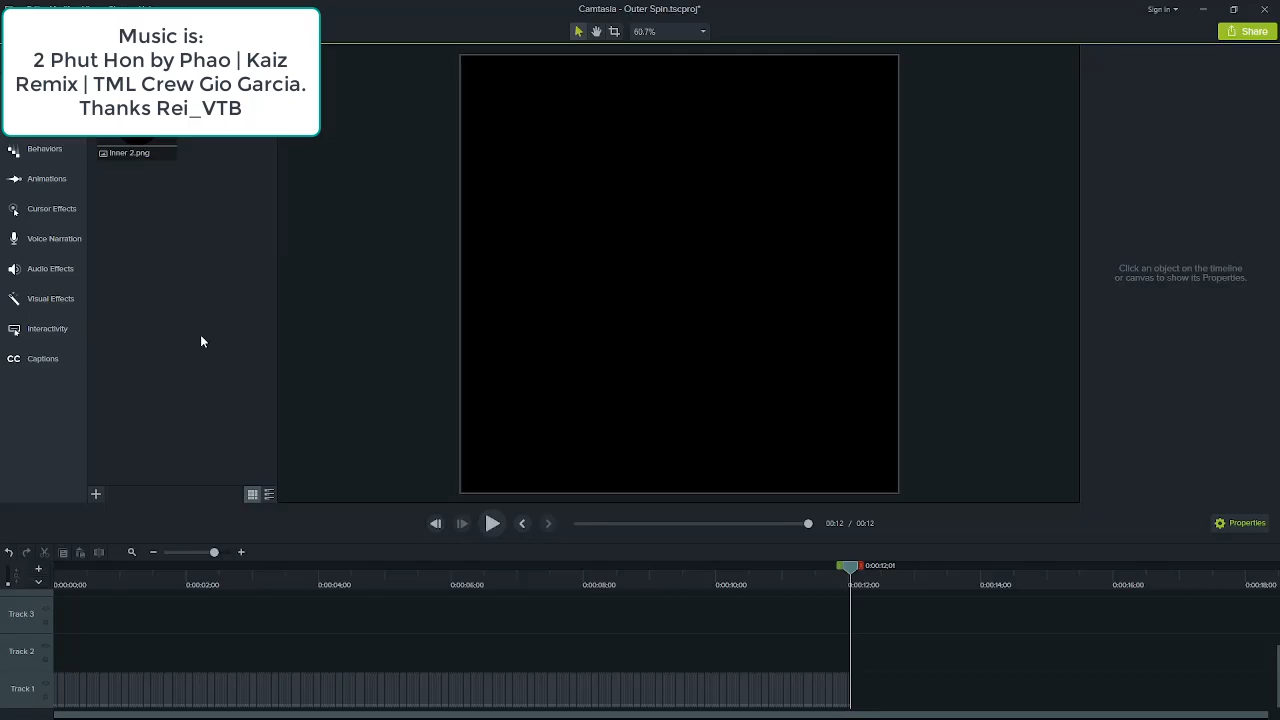 Camtasia - Outer Spin.tscproj*
Sign in
60.7%
Share
Music is:
2 Phut Hon by Phao | Kaiz
Remix | TML Crew Gio Garcia.
Thanks Rei_VTB
Inner 2.png
Behaviors
Animations
Cursor Effects
Voice Narration
Audio Effects
Visual Effects
Interactivity
CC Captions
Click an object on the timeline
or canvas to show its Properties.
00:12 / 00:12
Properties
0:00:12;01
0:00:00;00 0:00:02;00 0:00:04;00 0:00:06;00 0:00:08;00 0:00:10;00 0:00:12;00 0:00:14;00 0:00:16;00 0:00:18;00
Track 3
Track 2
Track 1